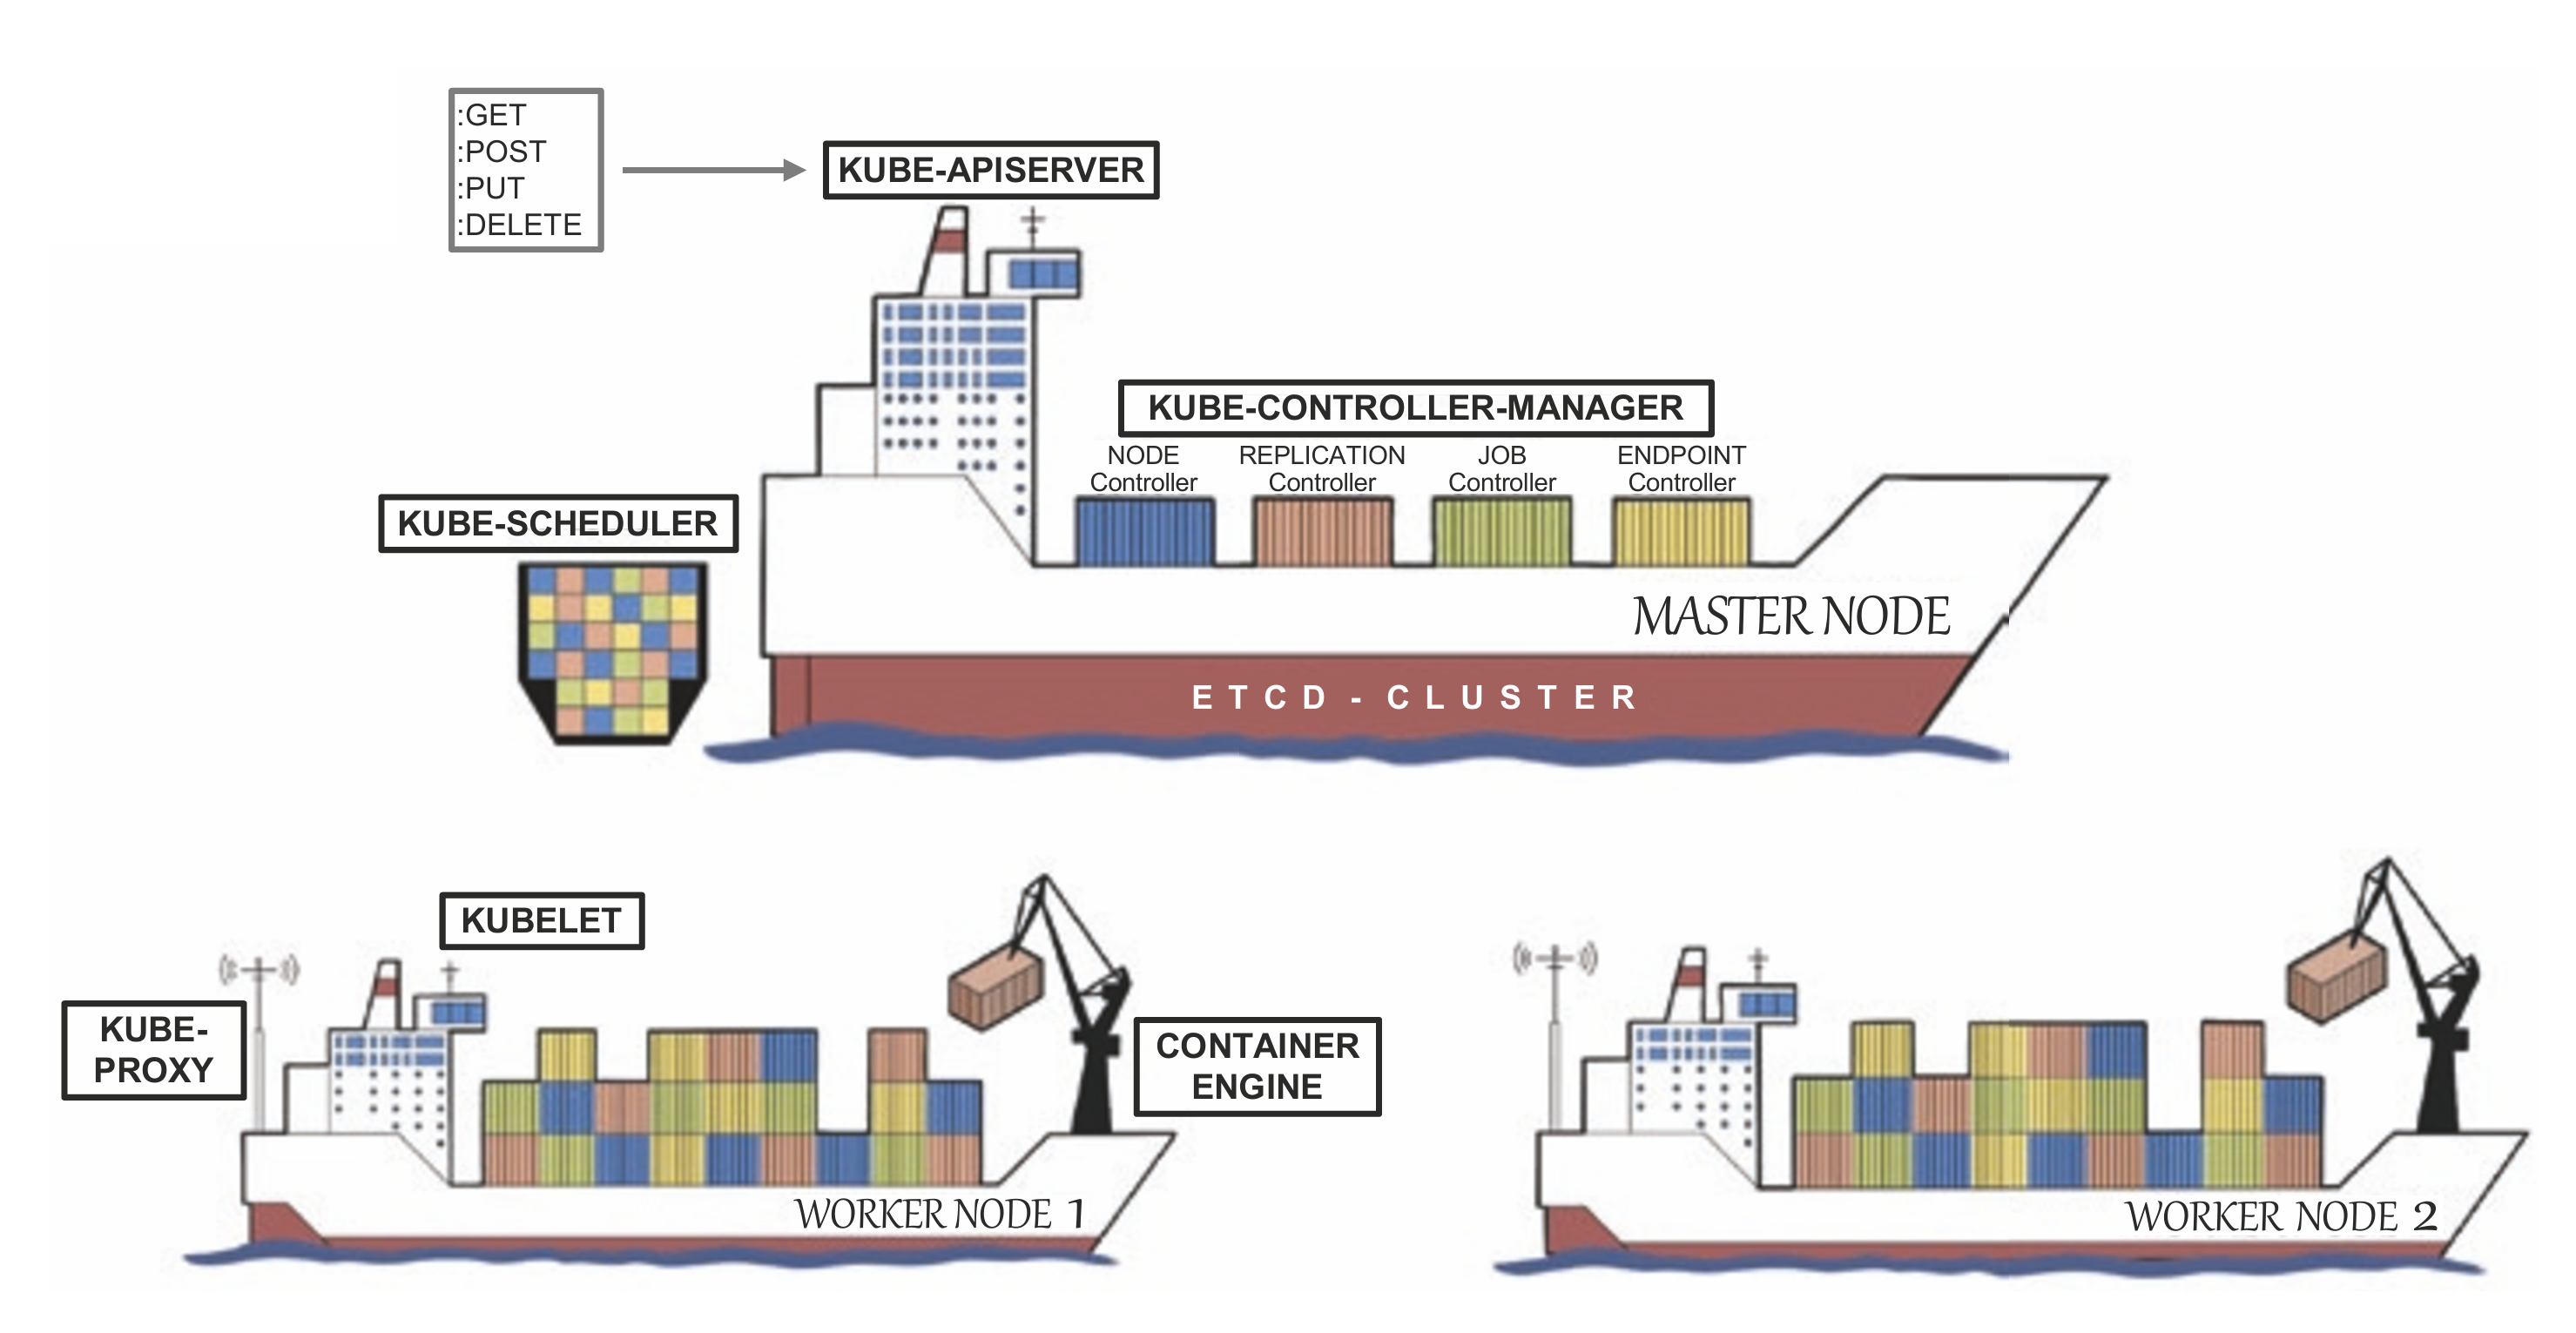 :GET
:POST
:PUT
:DELETE
KUBE-APISERVER
KUBE-CONTROLLER-MANAGER
NODE
Controller
REPLICATION
Controller
JOB
Controller
ENDPOINT
Controller
KUBE-SCHEDULER
MASTER NODE
ETCD-CLUSTER
KUBELET
KUBE-
PROXY
CONTAINER
ENGINE
WORKER NODE 1
WORKER NODE 2